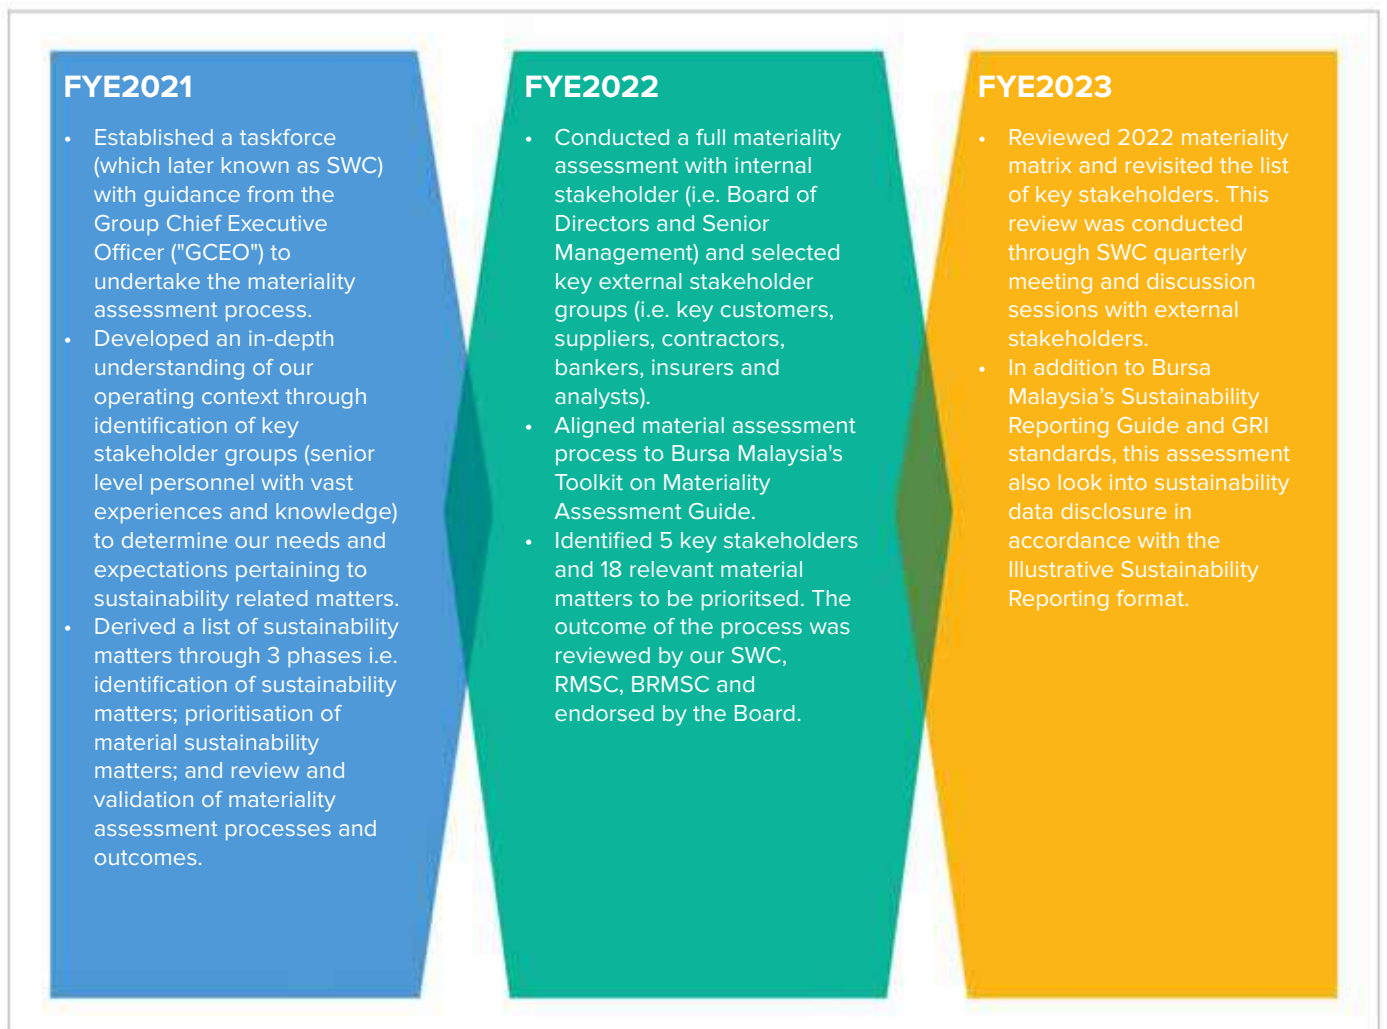 FYE2021
• Established a taskforce
(which later known as SWC)
with guidance from the
Group Chief Executive
Officer ("GCEO") to
undertake the materiality
assessment process.
• Developed an in-depth
understanding of our
operating context through
identification of key
stakeholder groups (senior
level personnel with vast
experiences and knowledge)
to determine our needs and
expectations pertaining to
sustainability related matters.
• Derived a list of sustainability
matters through 3 phases i.e.
identification of sustainability
matters; prioritisation of
material sustainability
matters; and review and
validation of materiality
assessment processes and
outcomes.
FYE2022
• Conducted a full materiality
assessment with internal
stakeholder (i.e. Board of
Directors and Senior
Management) and selected
key external stakeholder
groups (i.e. key customers,
suppliers, contractors,
bankers, insurers and
analysts).
• Aligned material assessment
process to Bursa Malaysia's
Toolkit on Materiality
Assessment Guide.
• Identified 5 key stakeholders
and 18 relevant material
matters to be prioritsed. The
outcome of the process was
reviewed by our SWC,
RMSC, BRMSC and
endorsed by the Board.
FYE2023
• Reviewed 2022 materiality
matrix and revisited the list
of key stakeholders. This
review was conducted
through SWC quarterly
meeting and discussion
sessions with external
stakeholders.
• In addition to Bursa
Malaysia’s Sustainability
Reporting Guide and GRI
standards, this assessment
also look into sustainability
data disclosure in
accordance with the
Illustrative Sustainability
Reporting format.